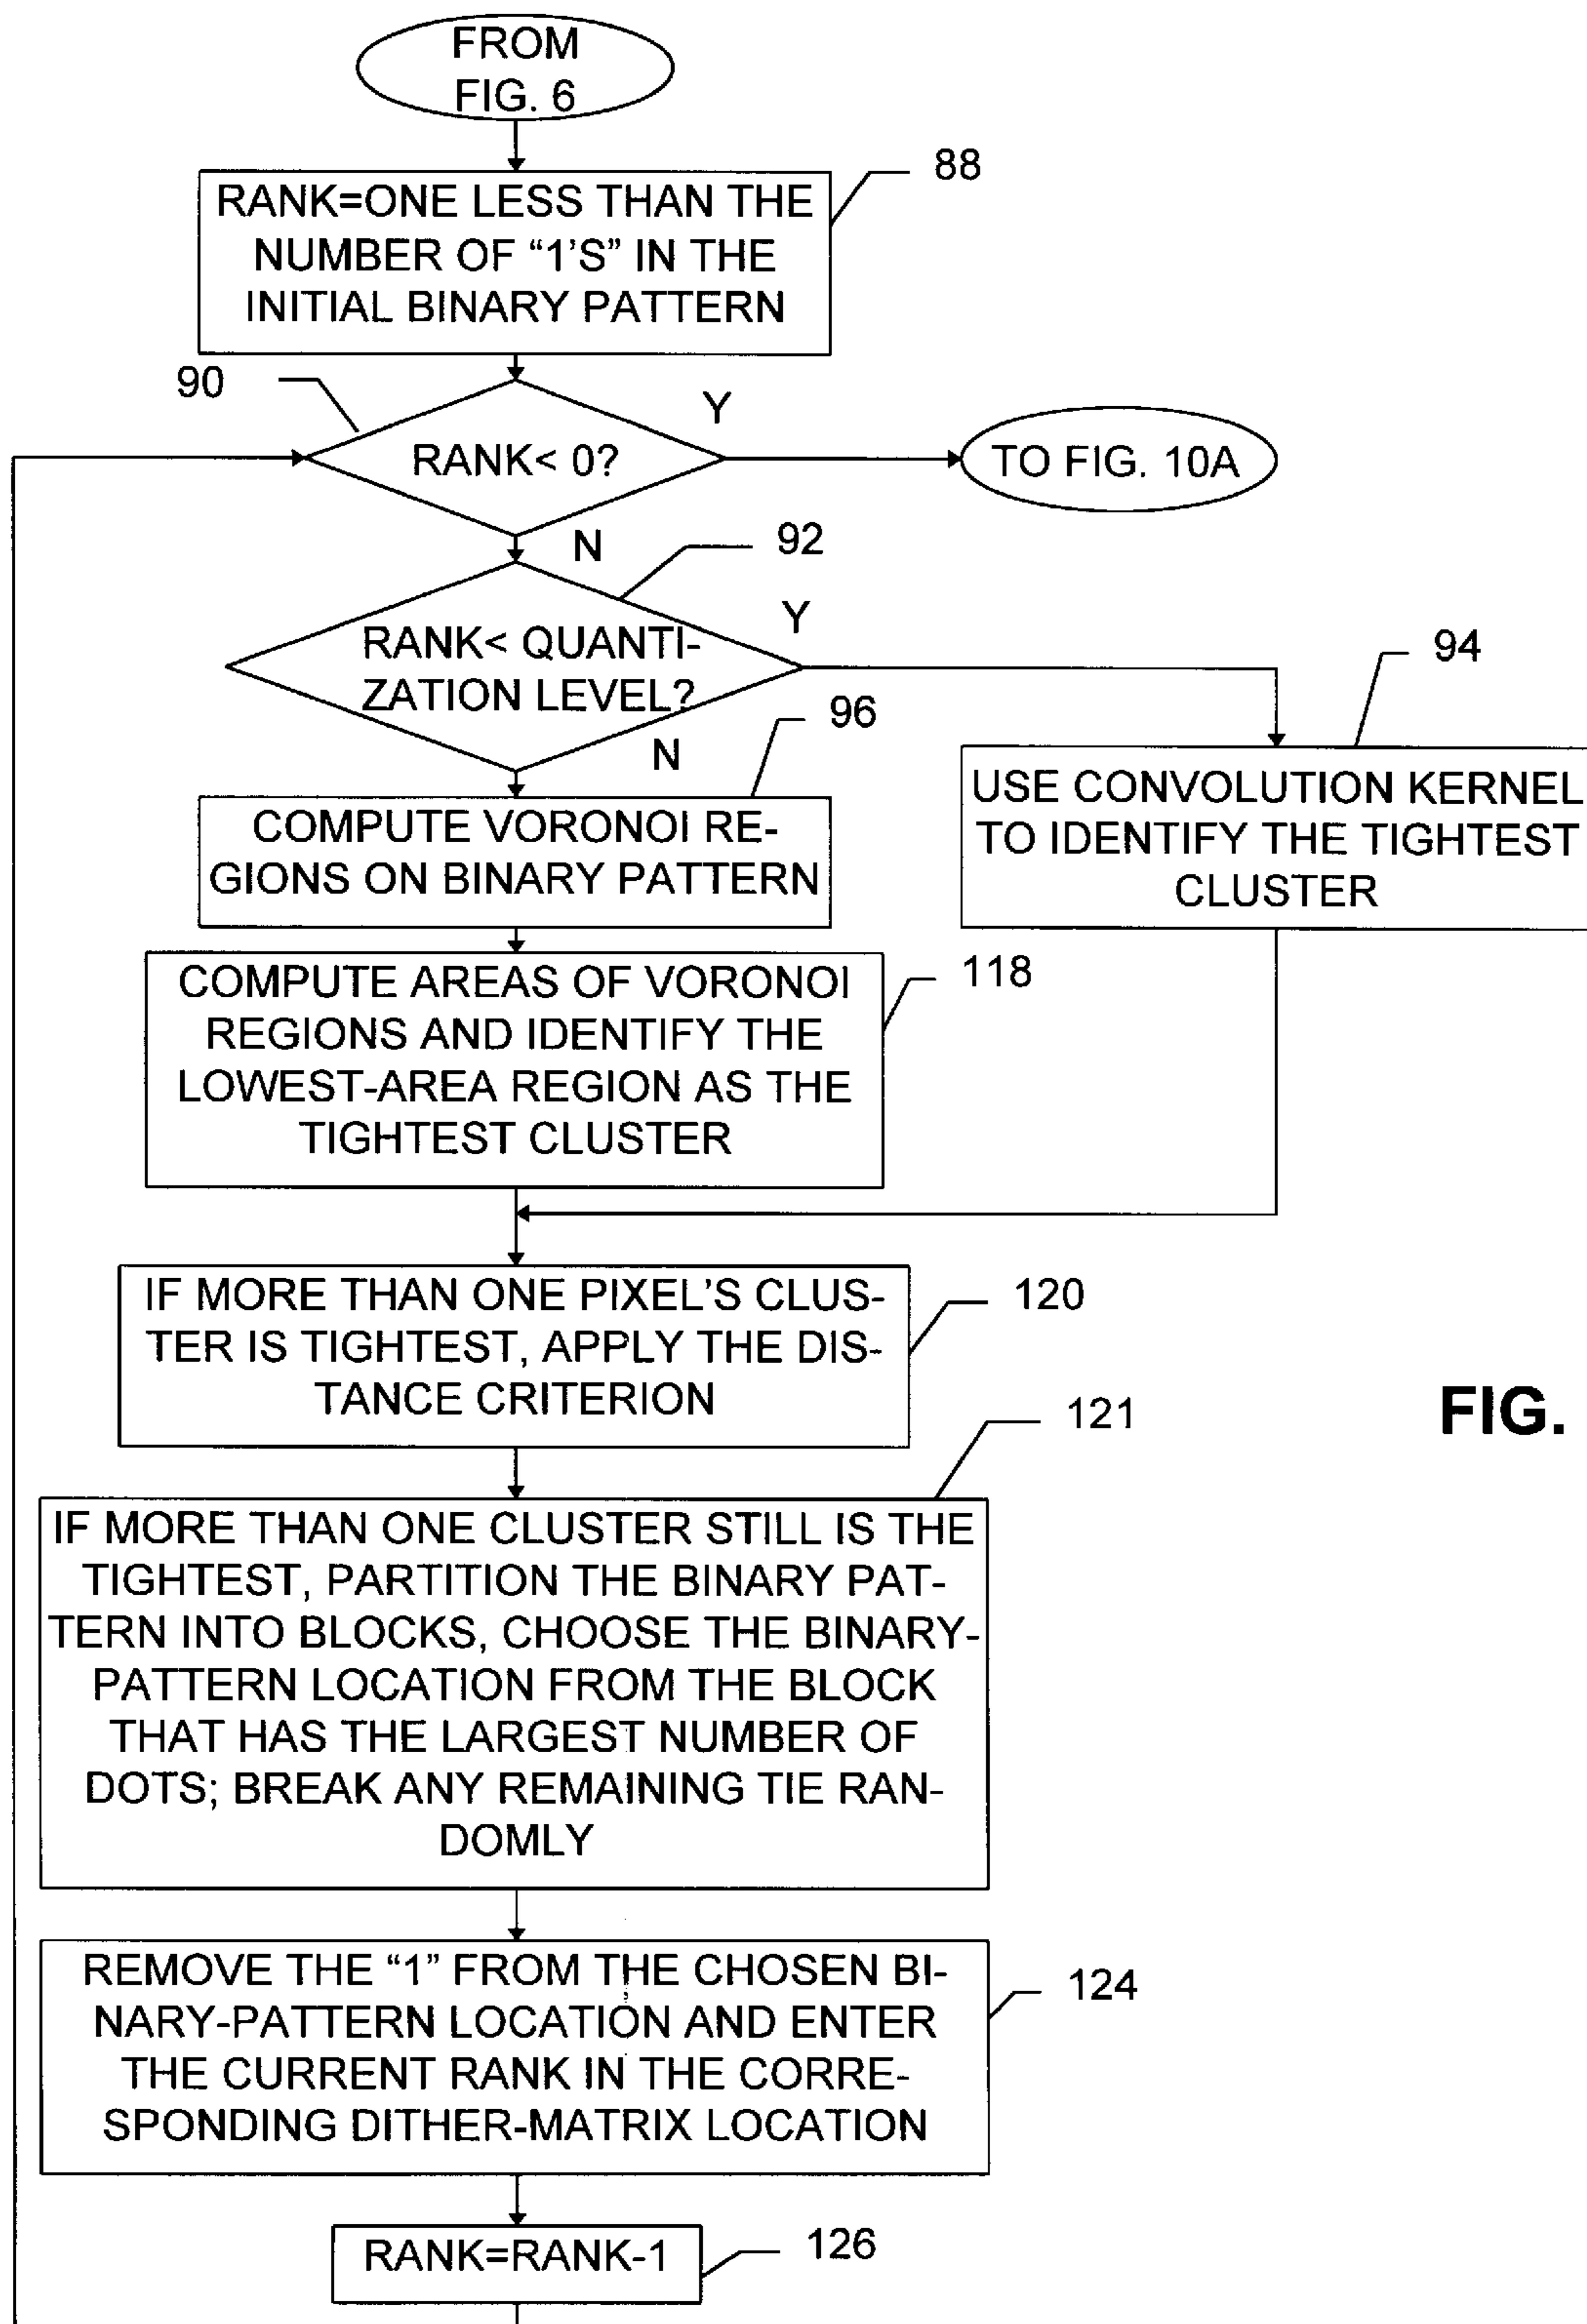 FROM
FIG. 6
88
RANK=ONE LESS THAN THE
NUMBER OF “1’S” IN THE
INITIAL BINARY PATTERN
90
Y
RANK< 0?
TO FIG. 10A
N
92
Y
RANK< QUANTI-
ZATION LEVEL?
94
96
N
USE CONVOLUTION KERNEL
TO IDENTIFY THE TIGHTEST
CLUSTER
COMPUTE VORONOI RE-
GIONS ON BINARY PATTERN
118
COMPUTE AREAS OF VORONOI
REGIONS AND IDENTIFY THE
LOWEST-AREA REGION AS THE
TIGHTEST CLUSTER
120
IF MORE THAN ONE PIXEL’S CLUS-
TER IS TIGHTEST, APPLY THE DIS-
TANCE CRITERION
FIG.
121
IF MORE THAN ONE CLUSTER STILL IS THE
TIGHTEST, PARTITION THE BINARY PAT-
TERN INTO BLOCKS, CHOOSE THE BINARY-
PATTERN LOCATION FROM THE BLOCK
THAT HAS THE LARGEST NUMBER OF
DOTS; BREAK ANY REMAINING TIE RAN-
DOMLY
124
REMOVE THE “1” FROM THE CHOSEN BI-
NARY-PATTERN LOCATION AND ENTER
THE CURRENT RANK IN THE CORRE-
SPONDING DITHER-MATRIX LOCATION
RANK=RANK-1
126